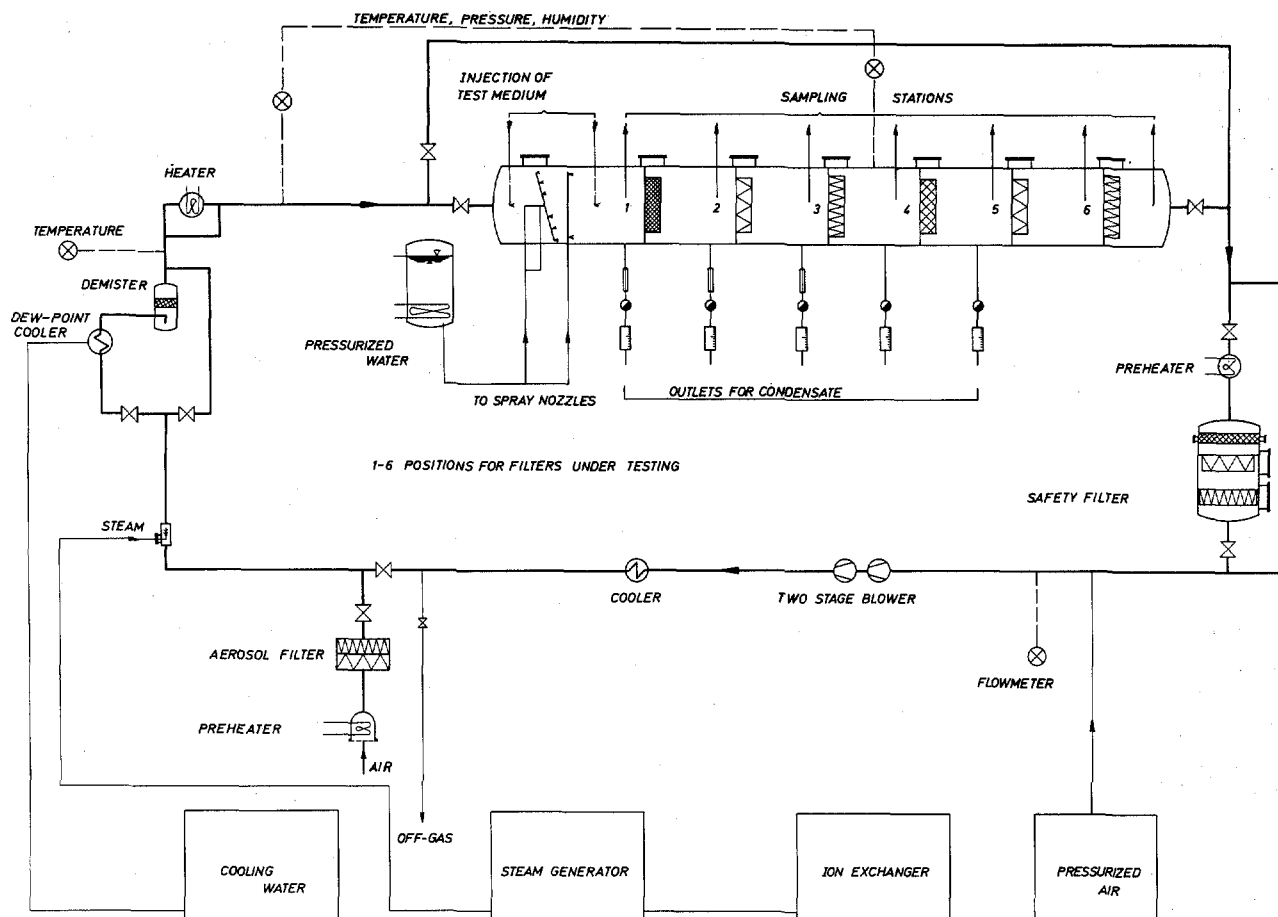 TEMPERATURE, PRESSURE, HUMIDITY
INJECTION OF
TEST MEDIUM
SAMPLING STATIONS
HEATER
TEMPERATURE
DEMISTER
DEW-POINT
COOLER
1 2 3 4 5 6
PRESSURIZED
WATER
TO SPRAY NOZZLES
OUTLETS FOR CONDENSATE
PREHEATER
1-6 POSITIONS FOR FILTERS UNDER TESTING
SAFETY FILTER
STEAM
COOLER
TWO STAGE BLOWER
AEROSOL FILTER
FLOWMETER
PREHEATER
AIR
OFF-GAS
COOLING
WATER
STEAM GENERATOR
ION EXCHANGER
PRESSURIZED
AIR